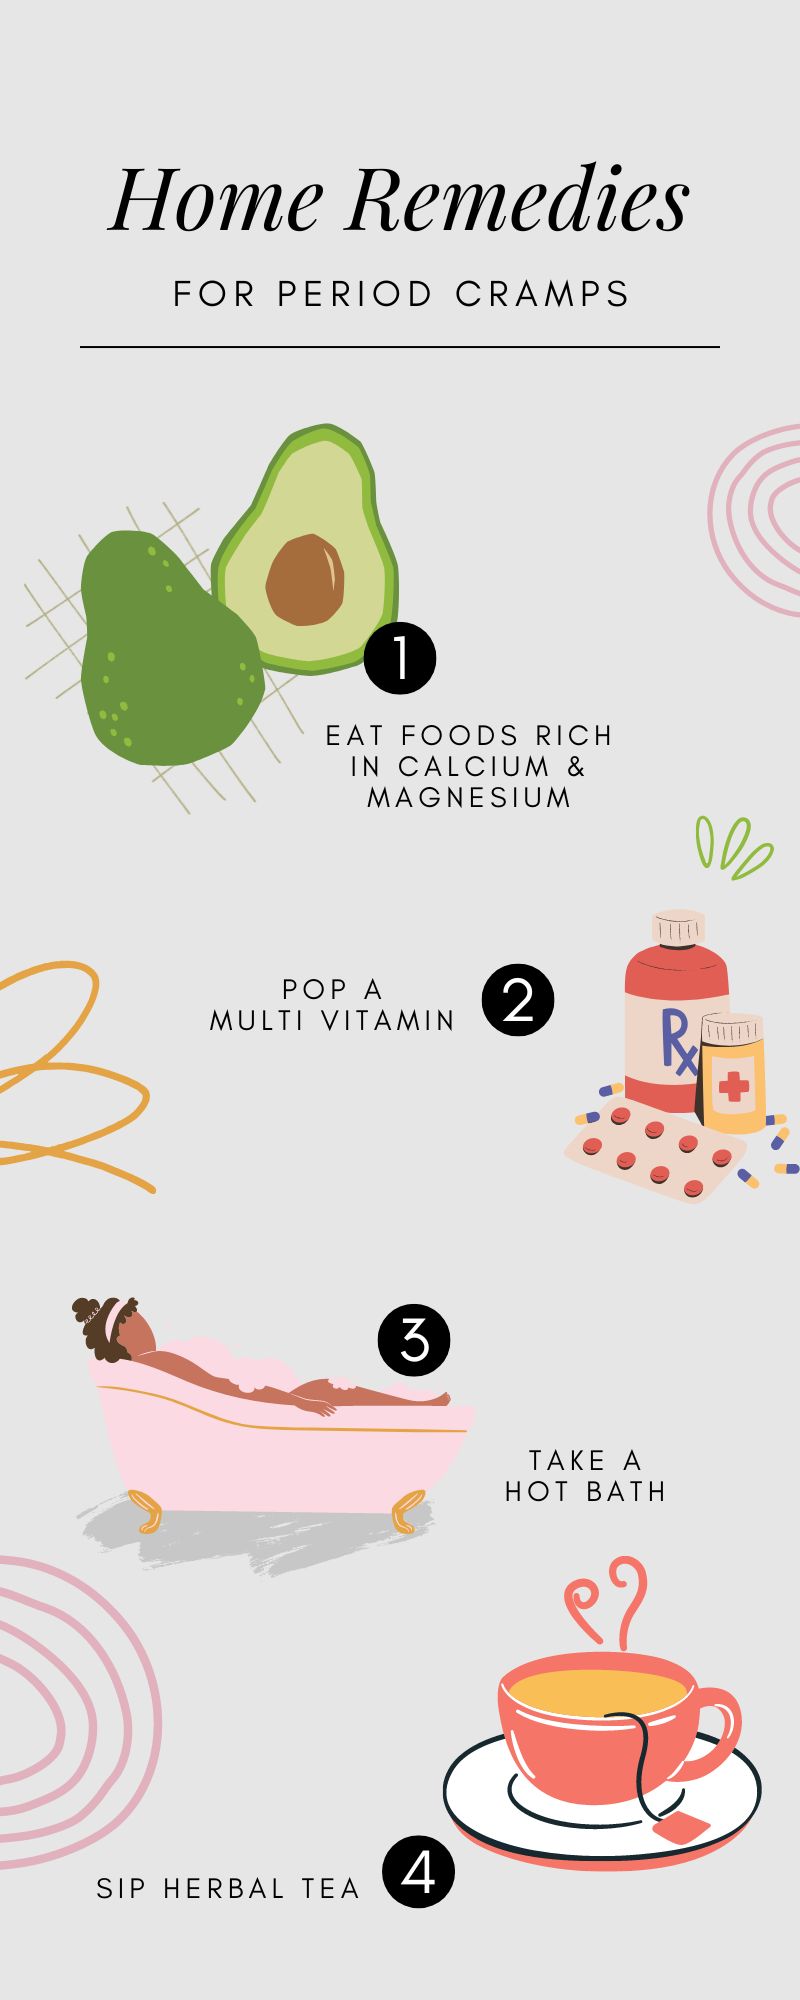 Home Remedies
FOR PERIOD CRAMPS
1
EAT FOODS RICH
IN CALCIUM &
MAGNESIUM
POP A
MULTI VITAMIN
2
Rx
3
TAKE A
HOT BATH
SIP HERBAL TEA
4